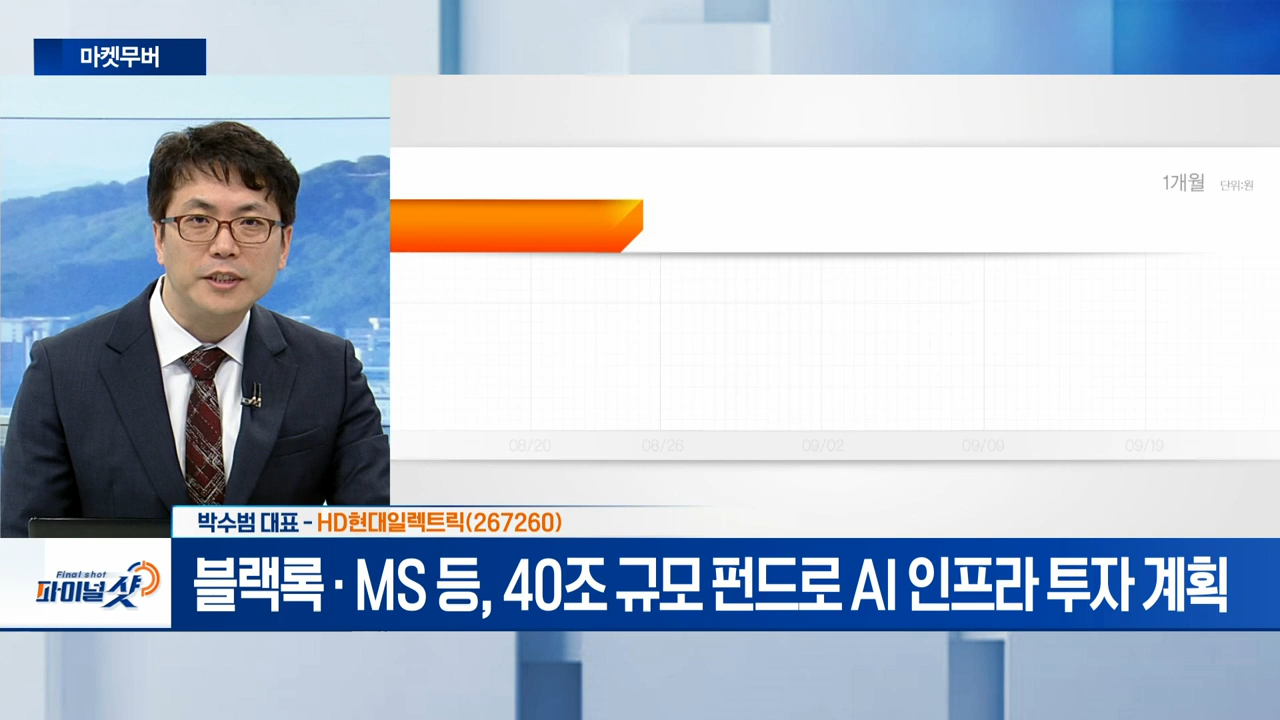 마켓무버
1개월 단위:원
08/20 08/26 09/02 09/09 09/19
박수범 대표 - HD현대일렉트릭(267260)
Final shot
파이널샷
블랙록·MS 등, 40조 규모 펀드로 AI 인프라 투자 계획